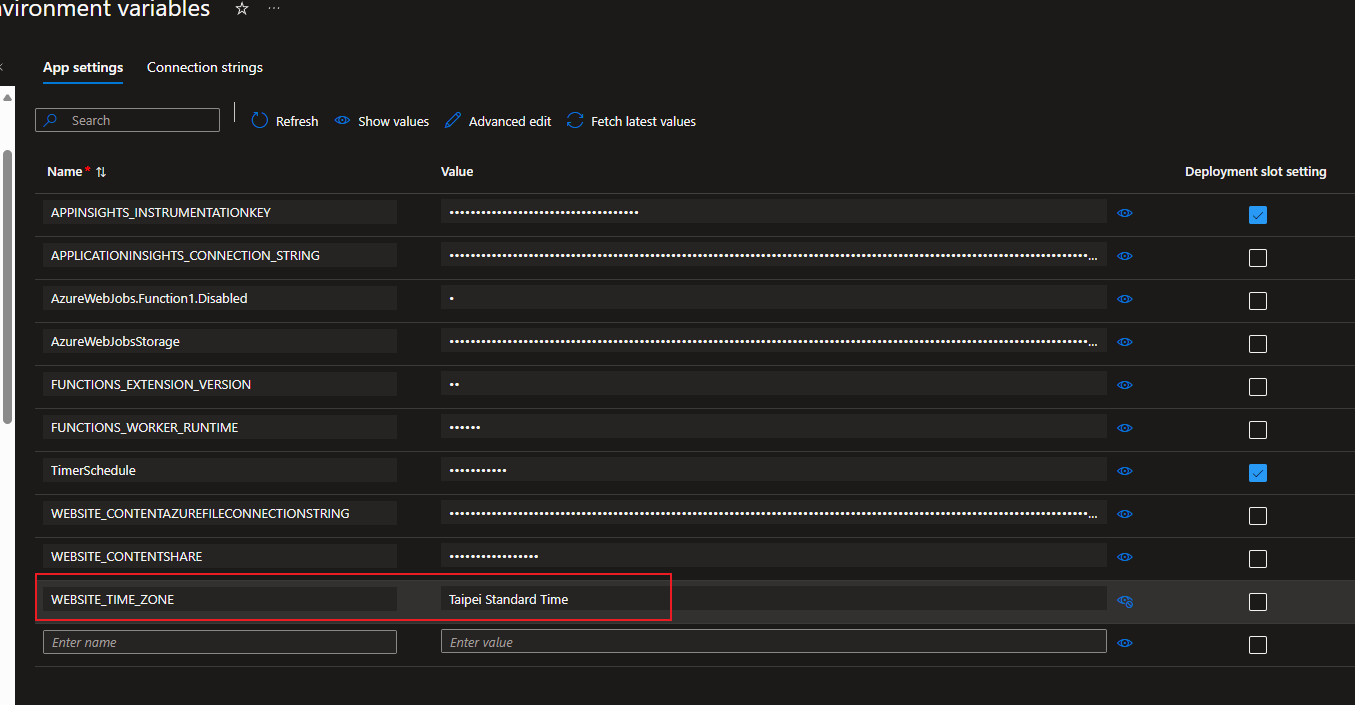 nvironment variables
App settings Connection strings
Search Refresh Show values Advanced edit Fetch latest values
Name * Value Deployment slot setting
APPINSIGHTS_INSTRUMENTATIONKEY
APPLICATIONINSIGHTS_CONNECTION_STRING ...
AzureWebJobs.Function1.Disabled
AzureWebJobsStorage ...
FUNCTIONS_EXTENSION_VERSION
FUNCTIONS_WORKER_RUNTIME
TimerSchedule
WEBSITE_CONTENTAZUREFILECONNECTIONSTRING ...
WEBSITE_CONTENTSHARE
WEBSITE_TIME_ZONE Taipei Standard Time
Enter name Enter value